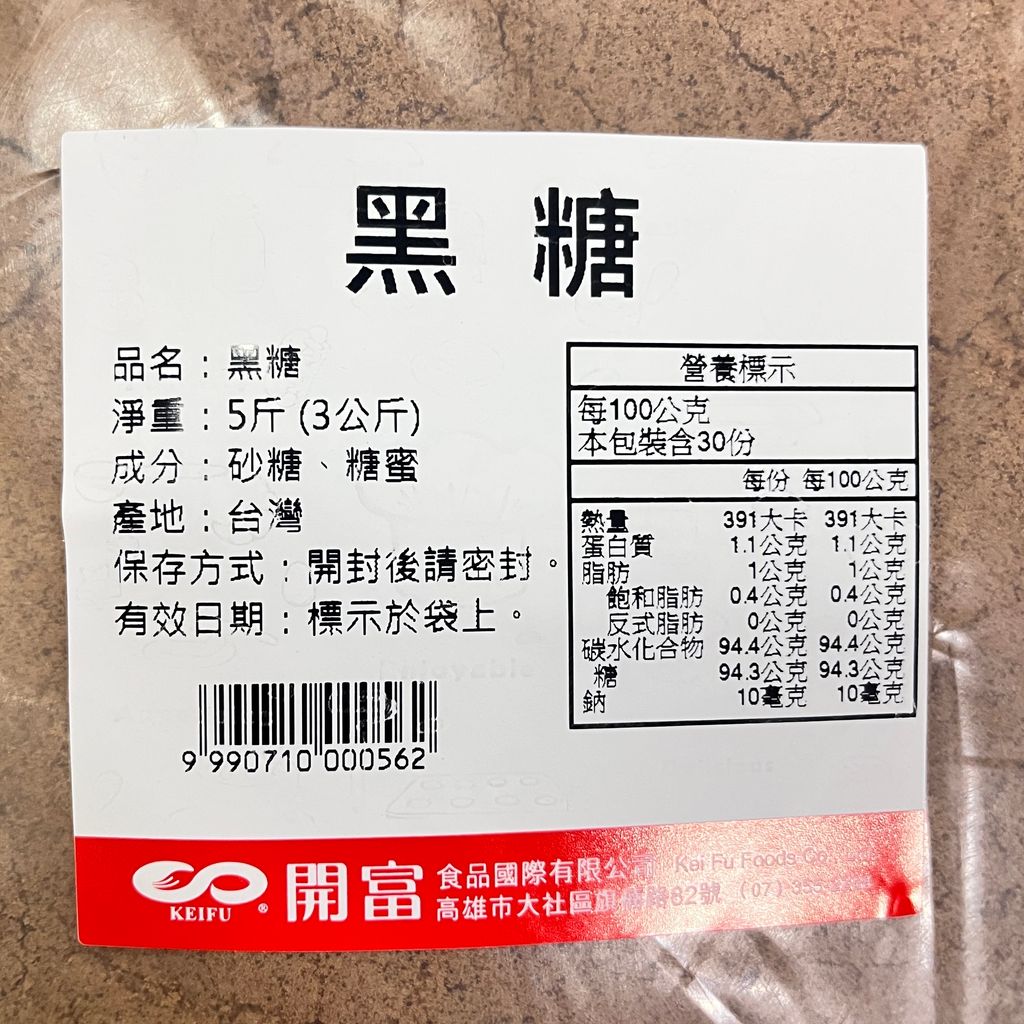 黑糖
品名：黑糖
淨重：5斤 (3公斤)
成分：砂糖、糖蜜
產地：台灣
保存方式：開封後請密封。
有效日期：標示於袋上。
營養標示
每100公克
本包裝含30份
每份 每100公克
熱量 391大卡 391大卡
蛋白質 1.1公克 1.1公克
脂肪 1公克 1公克
飽和脂肪 0.4公克 0.4公克
反式脂肪 0公克 0公克
碳水化合物 94.4公克 94.4公克
糖 94.3公克 94.3公克
鈉 10毫克 10毫克
9 990710 000562
KEIFU ®
開富
食品國際有限公司 Kei Fu Foods Co.
高雄市大社區旗楠路82號 (07)